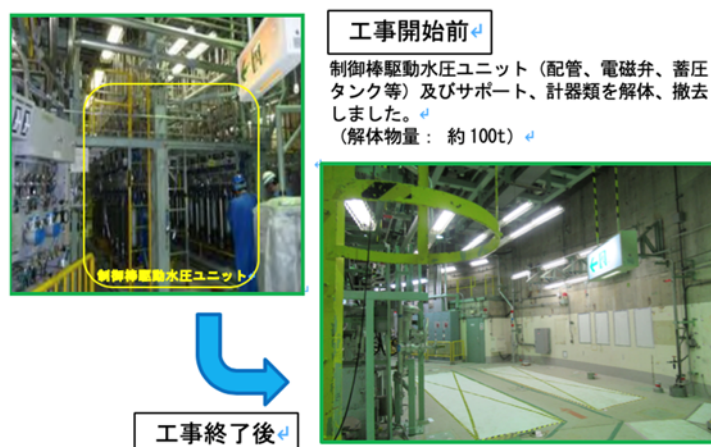 工事開始前
制御棒駆動水圧ユニット（配管、電磁弁、蓄圧
タンク等）及びサポート、計器類を解体、撤去
しました。
（解体物量： 約100t）
制御棒駆動水圧ユニット
工事終了後